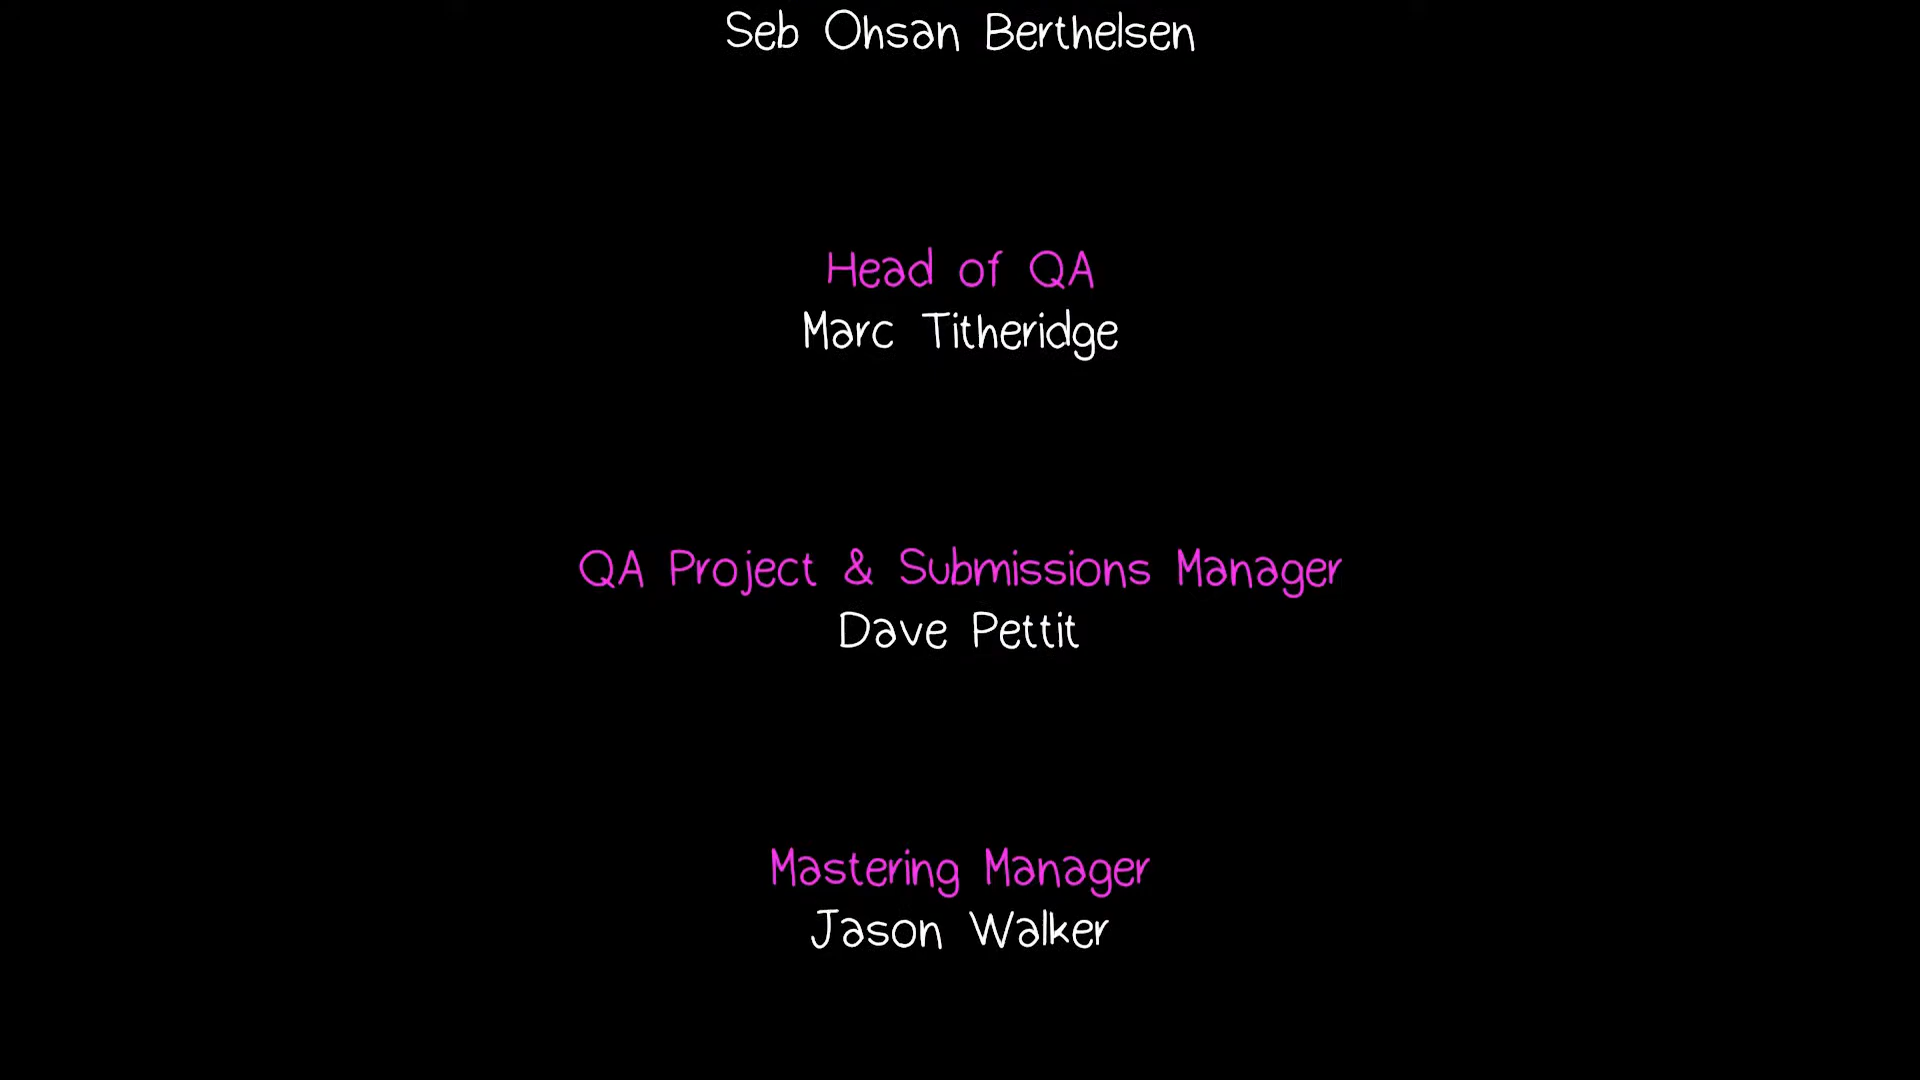 Seb Ohsan Berthelsen
Head of QA
Marc Titheridge
QA Project & Submissions Manager
Dave Pettit
Mastering Manager
Jason Walker